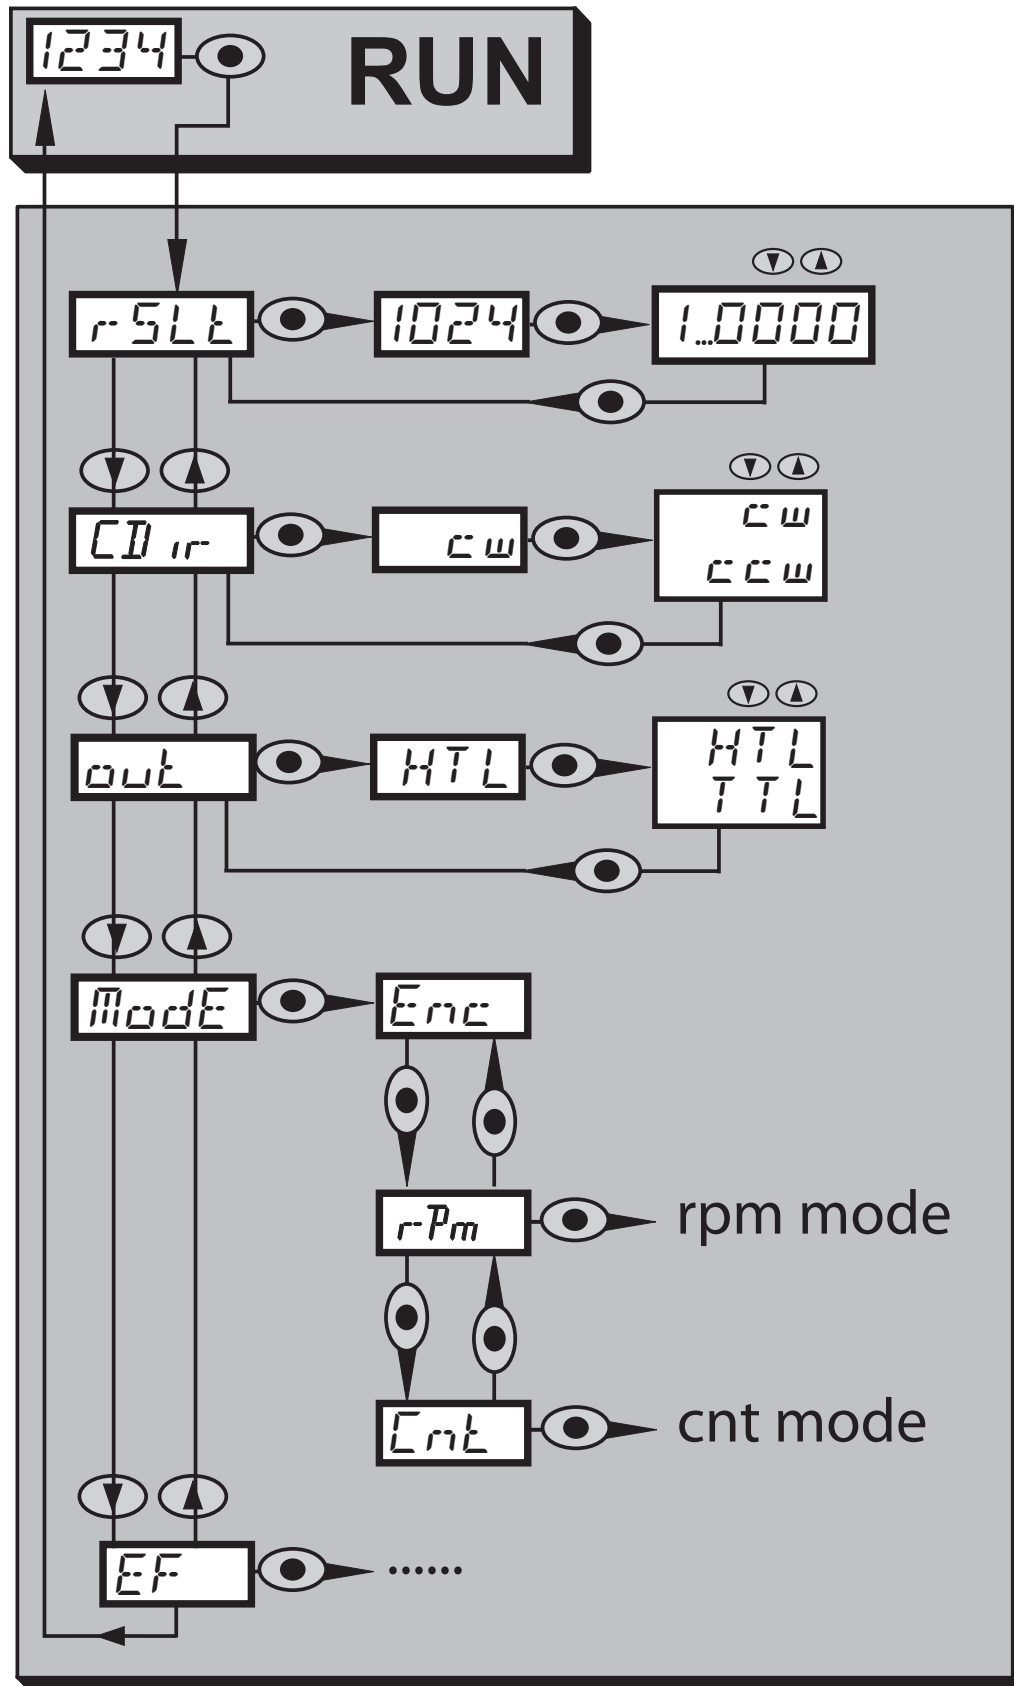 1234
RUN
rSLt
1024
1...0000
CDir
cw
cw
ccw
out
HTL
HTL
TTL
ModE
Enc
rPm
rpm mode
Cnt
cnt mode
EF
......